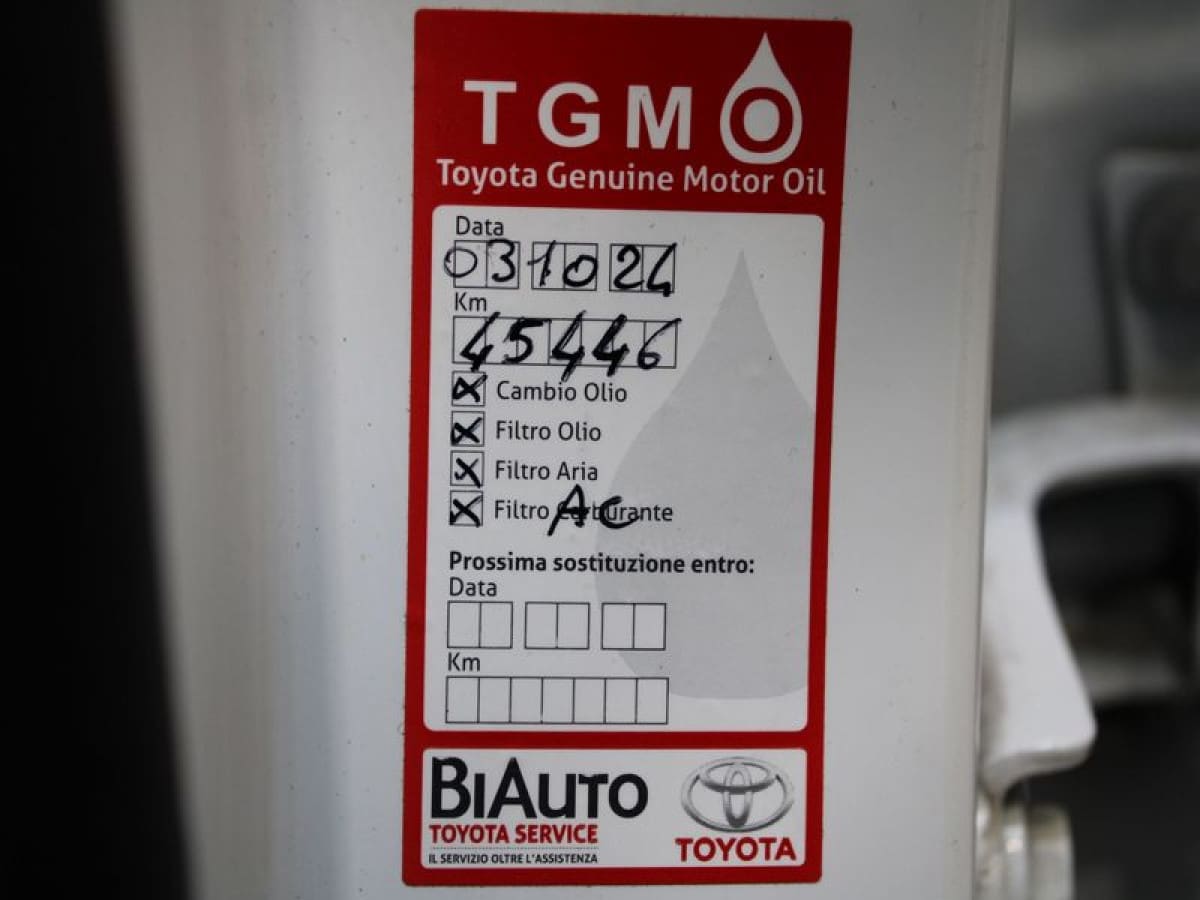 TGMO
Toyota Genuine Motor Oil
Data
03 10 24
Km
45446
X Cambio Olio
X Filtro Olio
X Filtro Aria
X Filtro Carburante AC
Prossima sostituzione entro:
Data
Km
BIAUTO
TOYOTA SERVICE
IL SERVIZIO OLTRE L'ASSISTENZA
TOYOTA